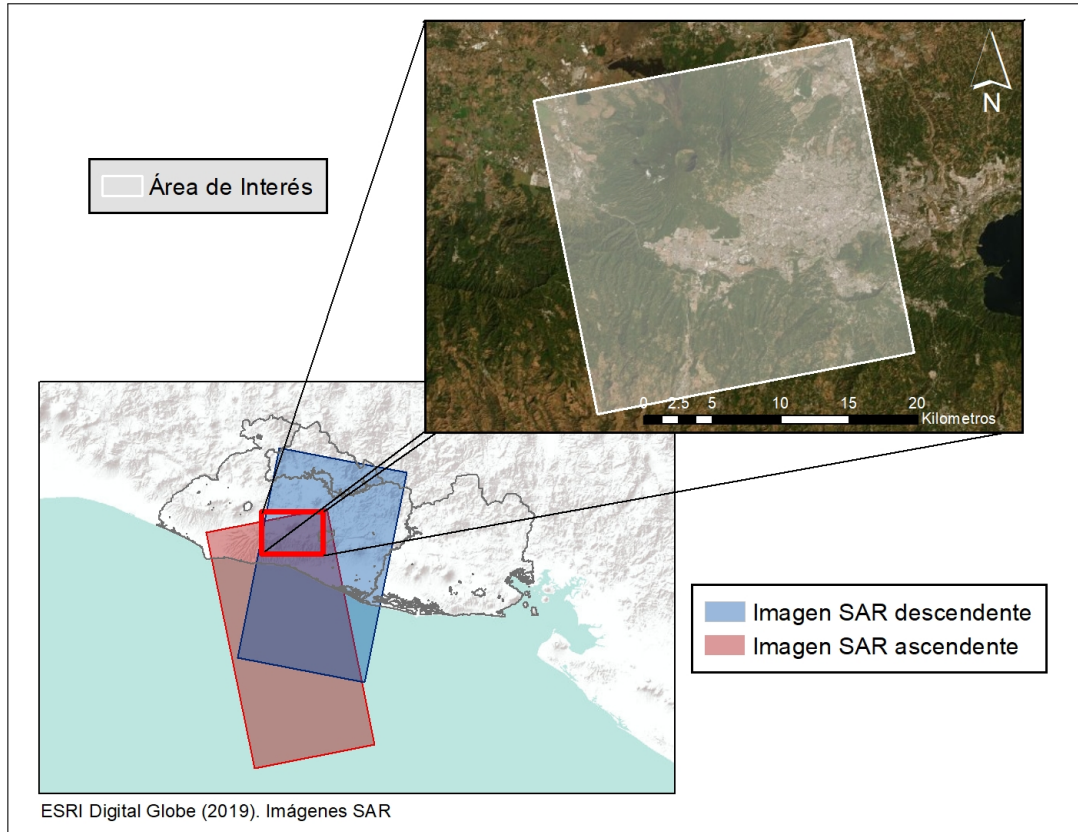 N
Área de Interés
0 2.5 5 10 15 20
Kilometros
Imagen SAR descendente
Imagen SAR ascendente
ESRI Digital Globe (2019). Imágenes SAR